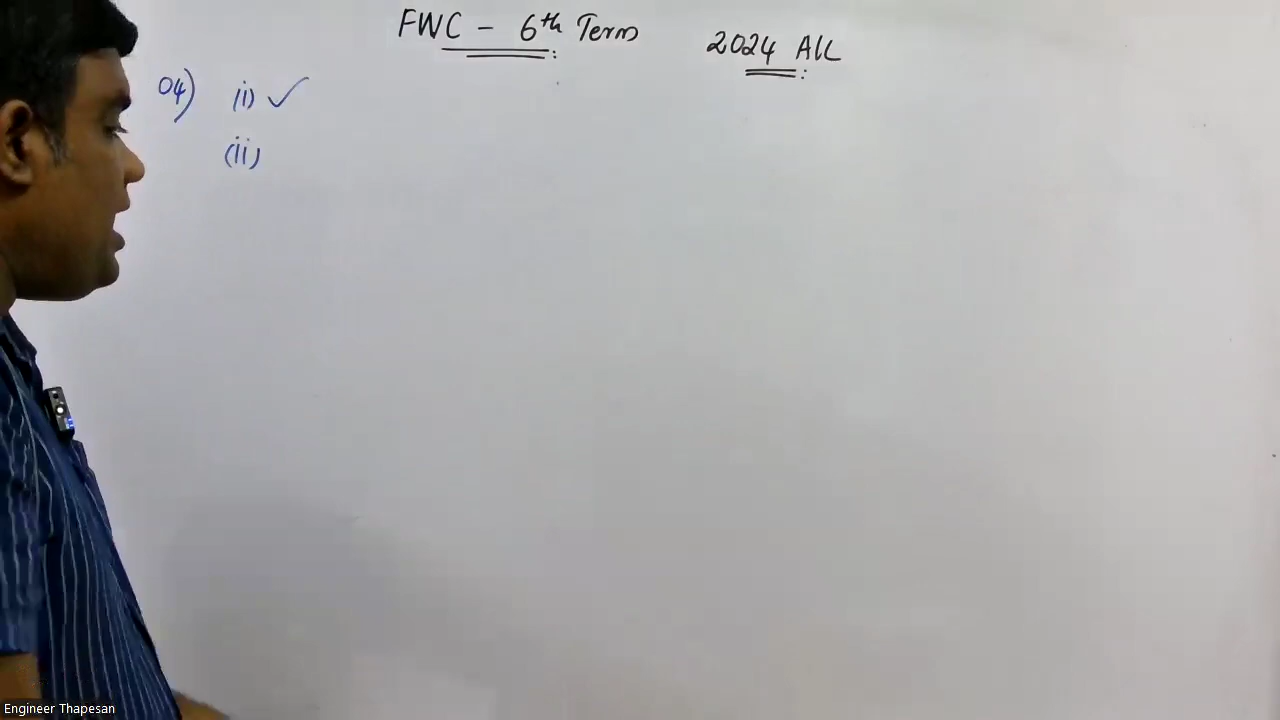 FWC - 6th Term 2024 A/L
04) (i) ✓
(ii)
Engineer Thapesan